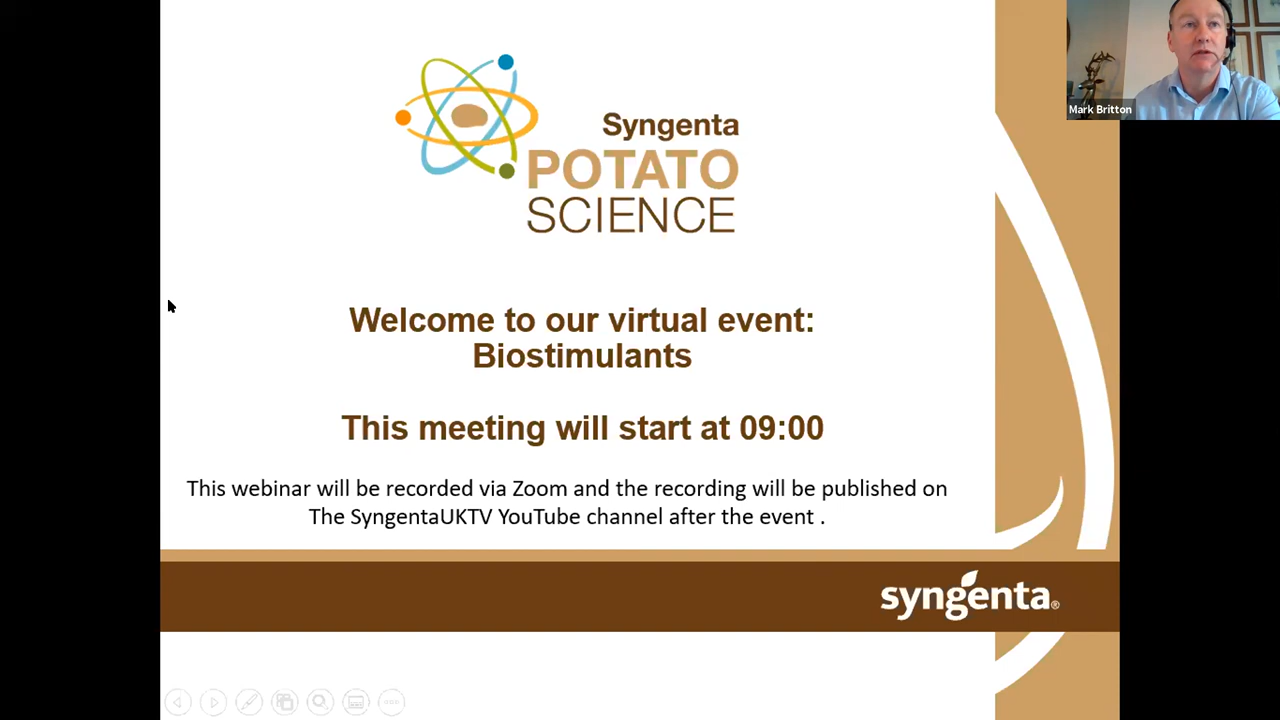 Mark Britton
Syngenta
POTATO
SCIENCE
Welcome to our virtual event:
Biostimulants
This meeting will start at 09:00
This webinar will be recorded via Zoom and the recording will be published on
The SyngentaUKTV YouTube channel after the event .
syngenta®